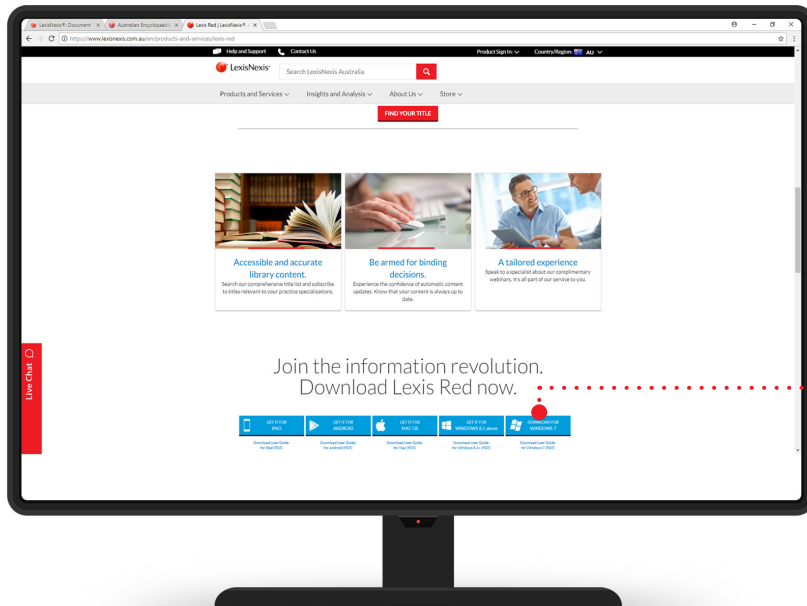 LexisNexis®: Document
Australian Encyclopaedi
Lexis Red | LexisNexis®
https://www.lexisnexis.com.au/en/products-and-services/lexis-red
Help and Support
Contact Us
Product Sign In:
Country/Region:
AU
LexisNexis®
Search LexisNexis Australia
Products and Services
Insights and Analysis
About Us
Store
FIND YOUR TITLE
Accessible and accurate
library content.
Search our comprehensive title list and subscribe
to titles relevant to your practice specialisations.
Be armed for binding
decisions.
Experience the confidence of automatic content
updates. Know that your content is always up to
date.
A tailored experience
Speak to a specialist about our complimentary
webinars. It's all part of our service to you.
Live Chat
Join the information revolution.
Download Lexis Red now.
GET IT FOR
IPAD
GET IT FOR
ANDROID
GET IT FOR
MAC OS
GET IT FOR
WINDOWS 8.1 above
DOWNLOAD FOR
WINDOWS 7
Download User Guide
for iPad (PDF)
Download User Guide
for Android (PDF)
Download User Guide
for Mac (PDF)
Download User Guide
for Windows 8.1+ (PDF)
Download User Guide
for Windows 7 (PDF)